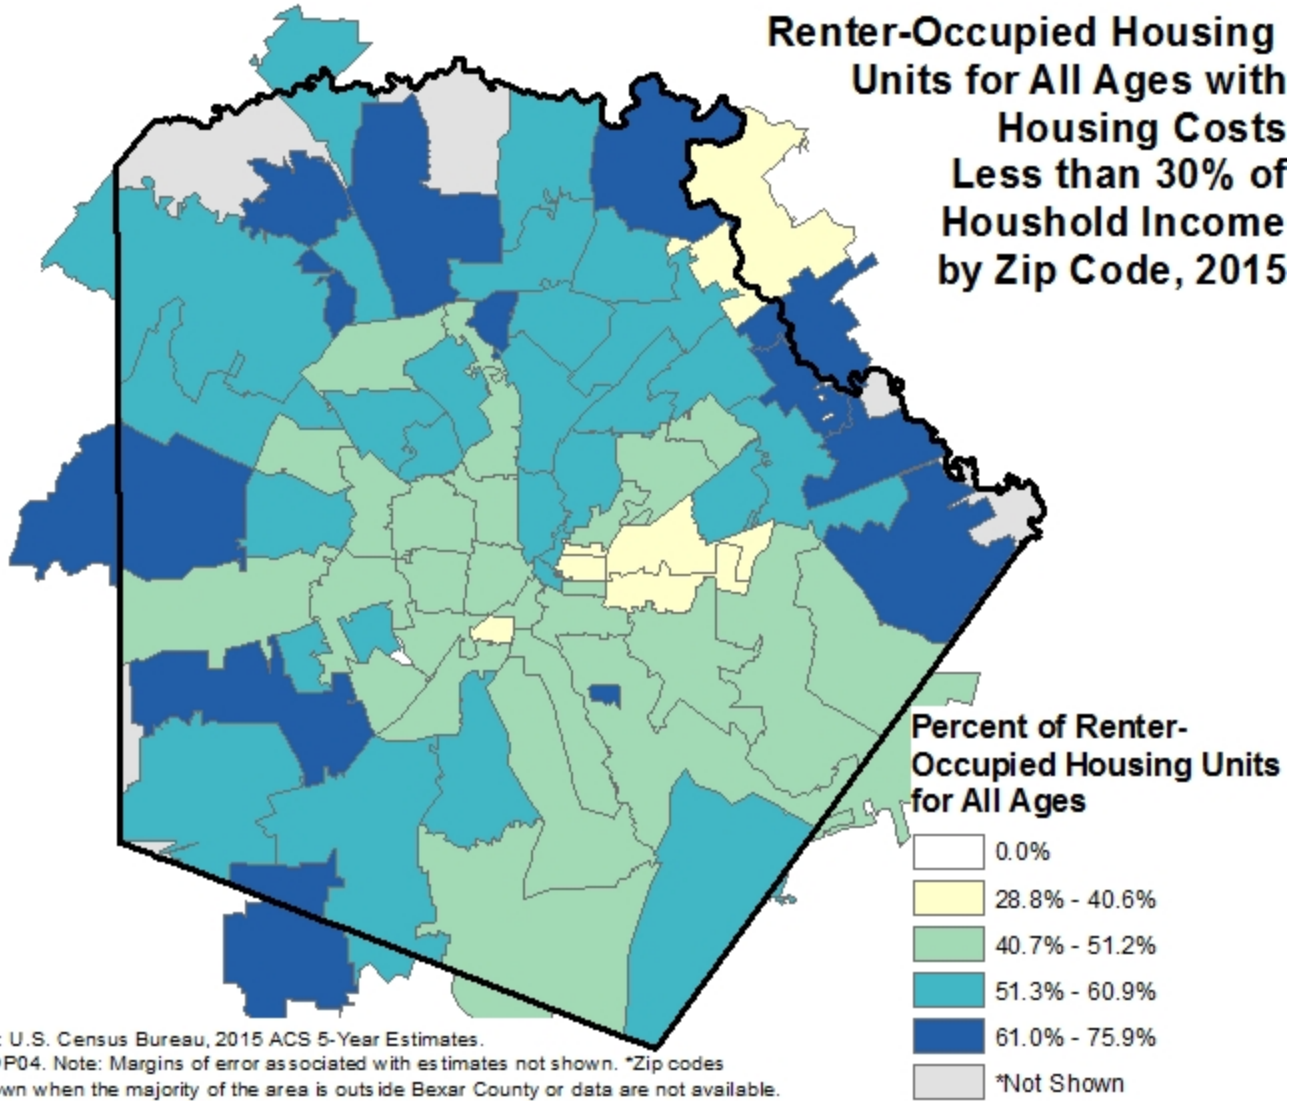 Renter-Occupied Housing
Units for All Ages with
Housing Costs
Less than 30% of
Houshold Income
by Zip Code, 2015
Percent of Renter-
Occupied Housing Units
for All Ages
0.0%
28.8% - 40.6%
40.7% - 51.2%
51.3% - 60.9%
61.0% - 75.9%
*Not Shown
: U.S. Census Bureau, 2015 ACS 5-Year Estimates.
P04. Note: Margins of error associated with estimates not shown. *Zip codes
wn when the majority of the area is outside Bexar County or data are not available.